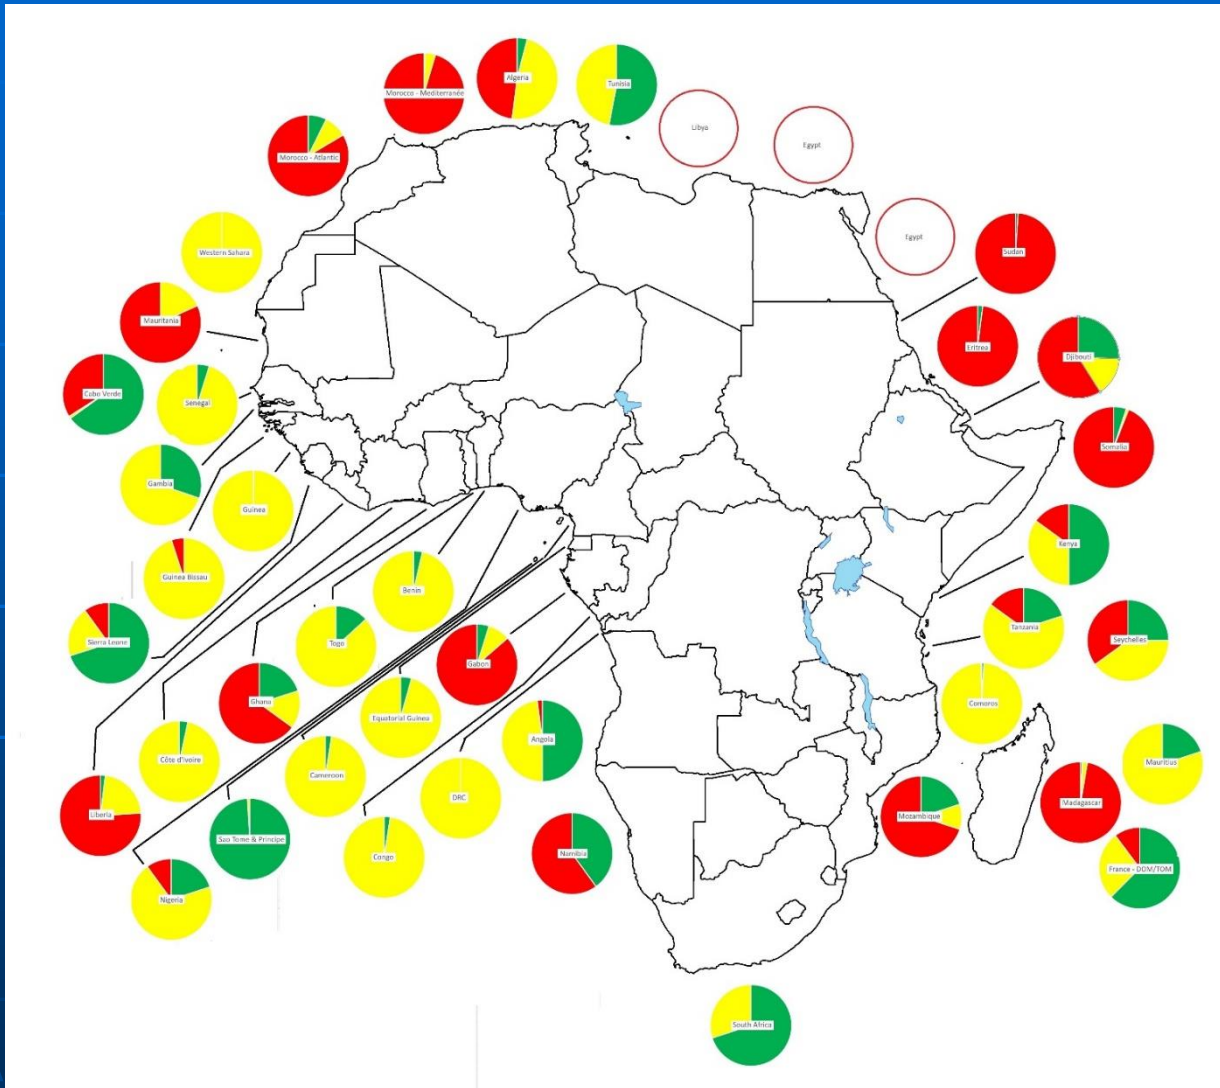 Algeria
Tunisia
Morocco - Mediterranée
Libya
Egypt
Morocco - Atlantic
Egypt
Western Sahara
Sudan
Mauritania
Eritrea
Djibouti
Cubo Verde
Senegal
Somalia
Gambia
Guinea
Kenya
Guinea Bissau
Benin
Tanzania
Seychelles
Sierra Leone
Togo
Gabon
Comoros
Ghana
Equatorial Guinea
Angola
Côte d'Ivoire
Cameroon
DRC
Mauritius
Madagascar
Liberia
Mozambique
Sao Tome & Principe
Congo
Namibia
France - DOM/TOM
Nigeria
South Africa